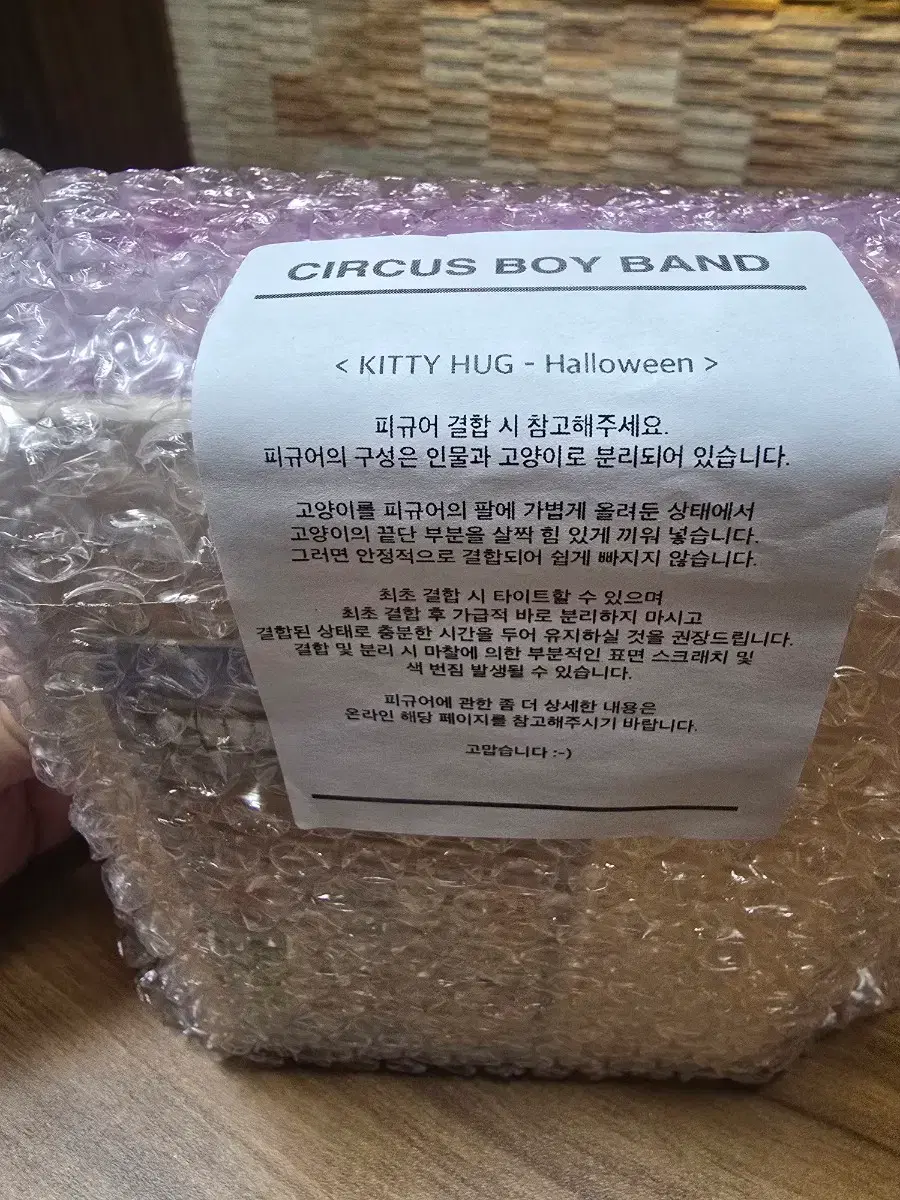 CIRCUS BOY BAND
< KITTY HUG - Halloween >
피규어 결합 시 참고해주세요.
피규어의 구성은 인물과 고양이로 분리되어 있습니다.
고양이를 피규어의 팔에 가볍게 올려둔 상태에서
고양이의 끝단 부분을 살짝 힘 있게 끼워 넣습니다.
그러면 안정적으로 결합되어 쉽게 빠지지 않습니다.
최초 결합 시 타이트할 수 있으며
최초 결합 후 가급적 바로 분리하지 마시고
결합된 상태로 충분한 시간을 두어 유지하실 것을 권장드립니다.
결합 및 분리 시 마찰에 의한 부분적인 표면 스크래치 및
색 번짐 발생될 수 있습니다.
피규어에 관한 좀 더 상세한 내용은
온라인 해당 페이지를 참고해주시기 바랍니다.
고맙습니다 :-)